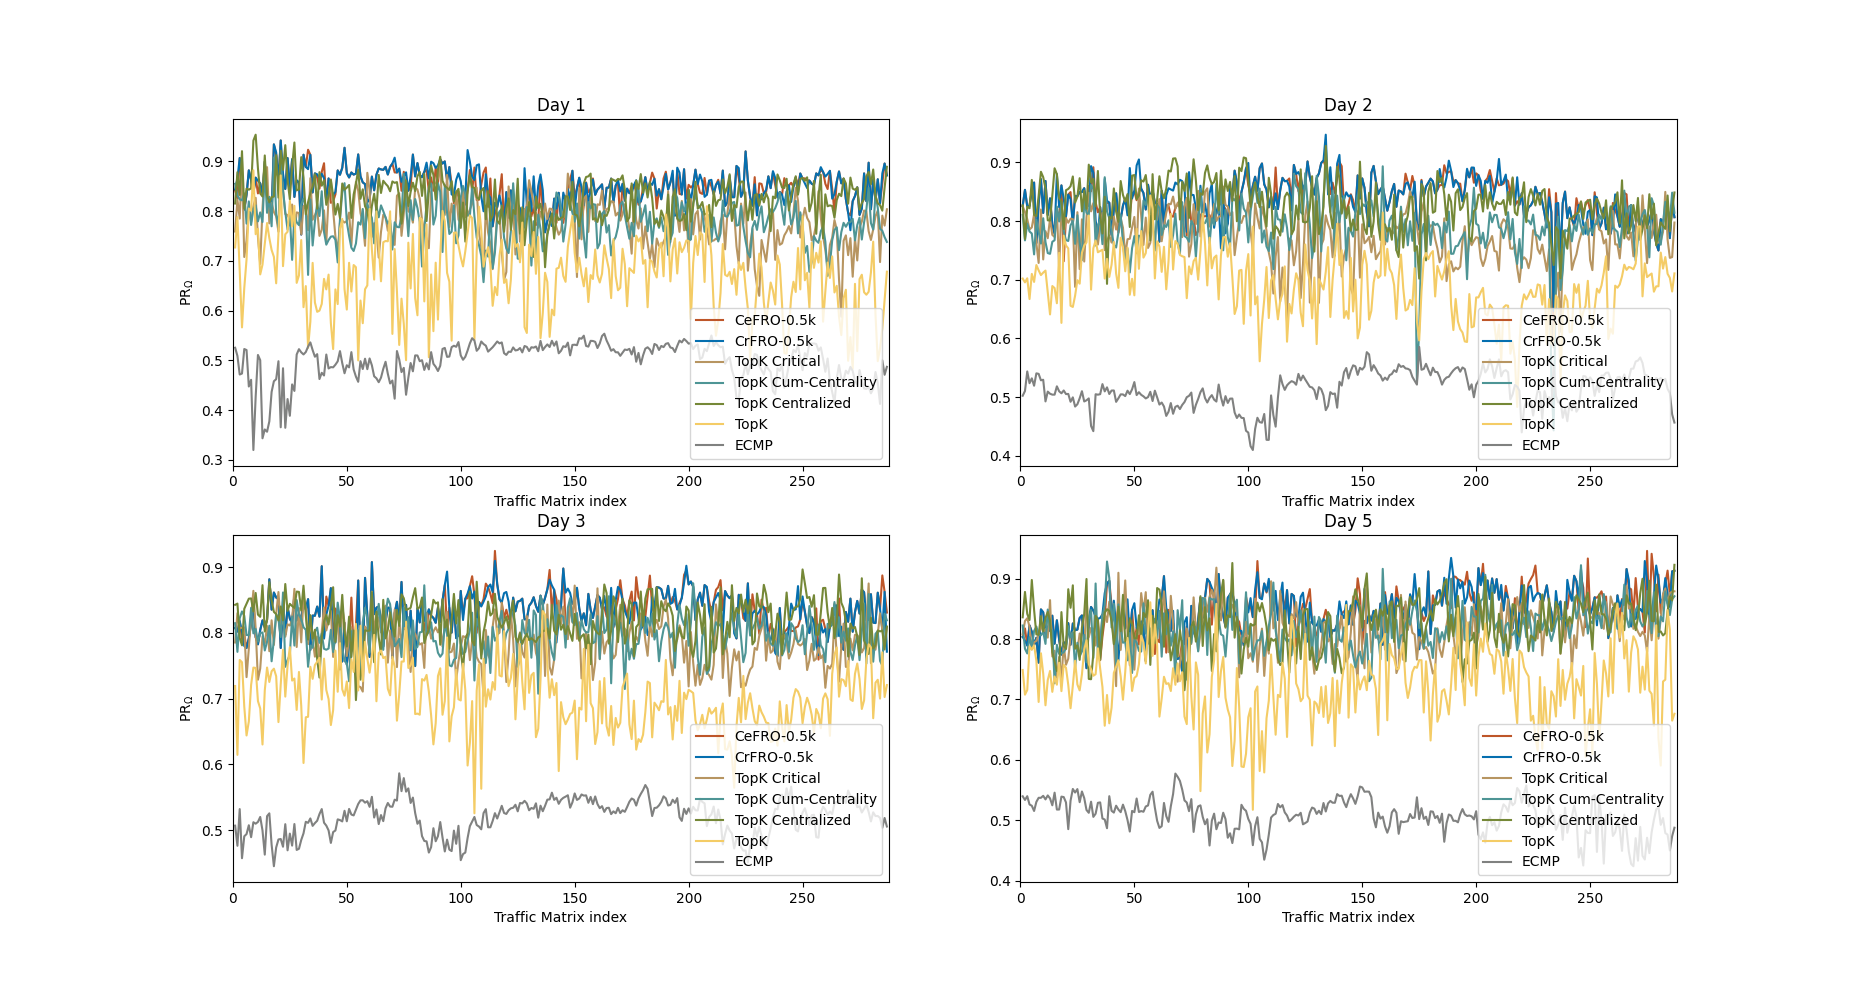 Day 1
0.9
0.8
0.7
0.6
0.5
0.4
0.3
PR_Ω
0 50 100 150 200 250
Traffic Matrix index
CeFRO-0.5k
CrFRO-0.5k
TopK Critical
TopK Cum-Centrality
TopK Centralized
TopK
ECMP
Day 2
0.9
0.8
0.7
0.6
0.5
0.4
PR_Ω
0 50 100 150 200 250
Traffic Matrix index
CeFRO-0.5k
CrFRO-0.5k
TopK Critical
TopK Cum-Centrality
TopK Centralized
TopK
ECMP
Day 3
0.9
0.8
0.7
0.6
0.5
PR_Ω
0 50 100 150 200 250
Traffic Matrix index
CeFRO-0.5k
CrFRO-0.5k
TopK Critical
TopK Cum-Centrality
TopK Centralized
TopK
ECMP
Day 5
0.9
0.8
0.7
0.6
0.5
0.4
PR_Ω
0 50 100 150 200 250
Traffic Matrix index
CeFRO-0.5k
CrFRO-0.5k
TopK Critical
TopK Cum-Centrality
TopK Centralized
TopK
ECMP